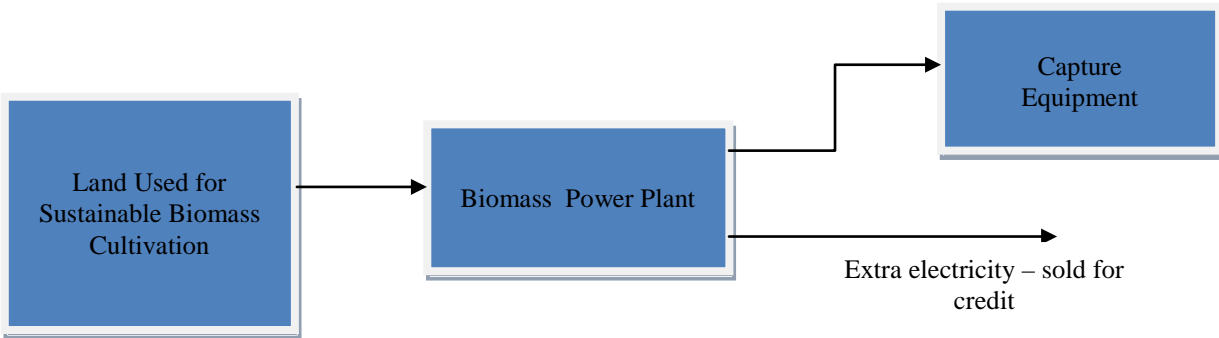 Land Used for
Sustainable Biomass
Cultivation
Biomass Power Plant
Capture
Equipment
Extra electricity – sold for
credit